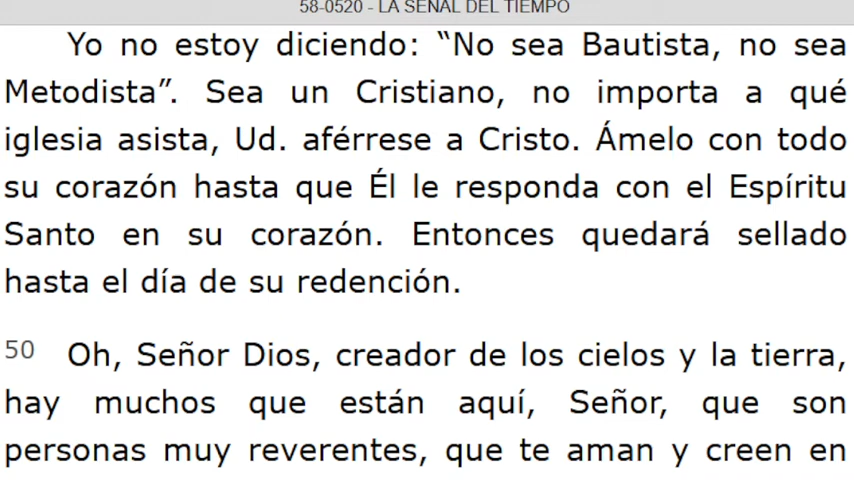 58-0520 - LA SEÑAL DEL TIEMPO
Yo no estoy diciendo: “No sea Bautista, no sea
Metodista”. Sea un Cristiano, no importa a qué
iglesia asista, Ud. aférrese a Cristo. Ámelo con todo
su corazón hasta que Él le responda con el Espíritu
Santo en su corazón. Entonces quedará sellado
hasta el día de su redención.
50 Oh, Señor Dios, creador de los cielos y la tierra,
hay muchos que están aquí, Señor, que son
personas muy reverentes, que te aman y creen en